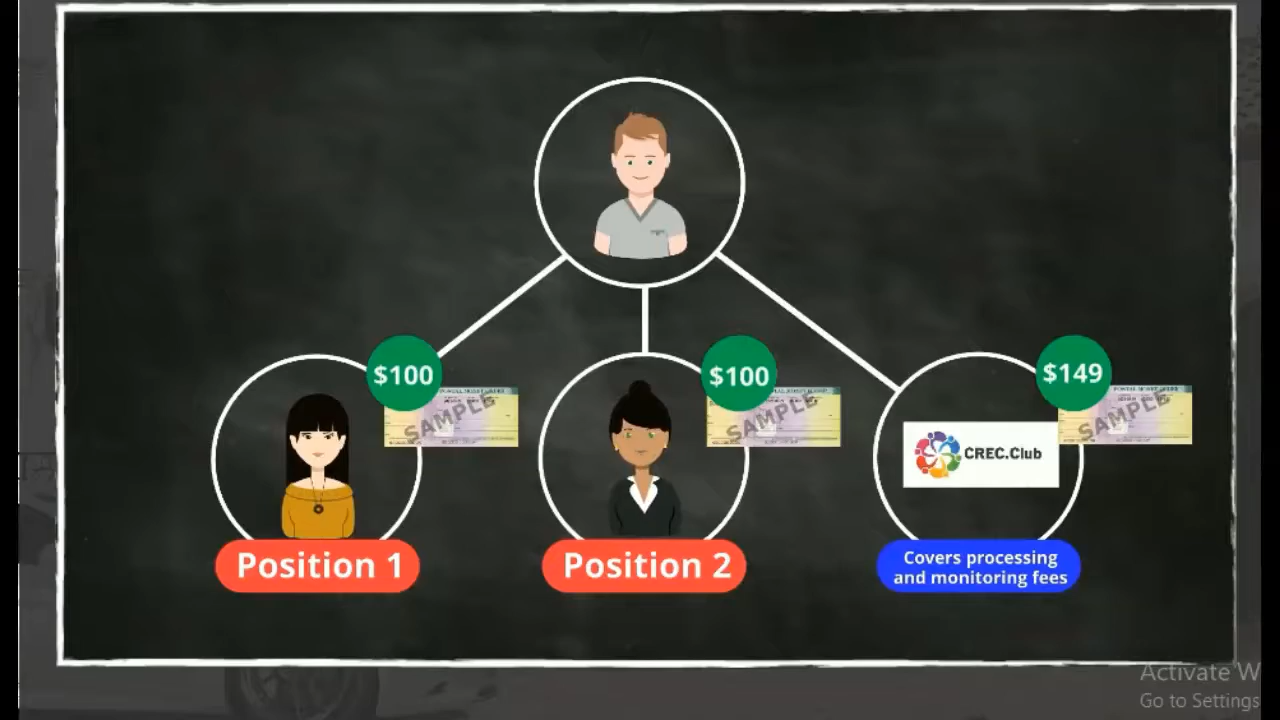 $100
$100
$149
SAMPLE
SAMPLE
SAMPLE
CREC.Club
Position 1
Position 2
Covers processing
and monitoring fees
Activate W
Go to Settings